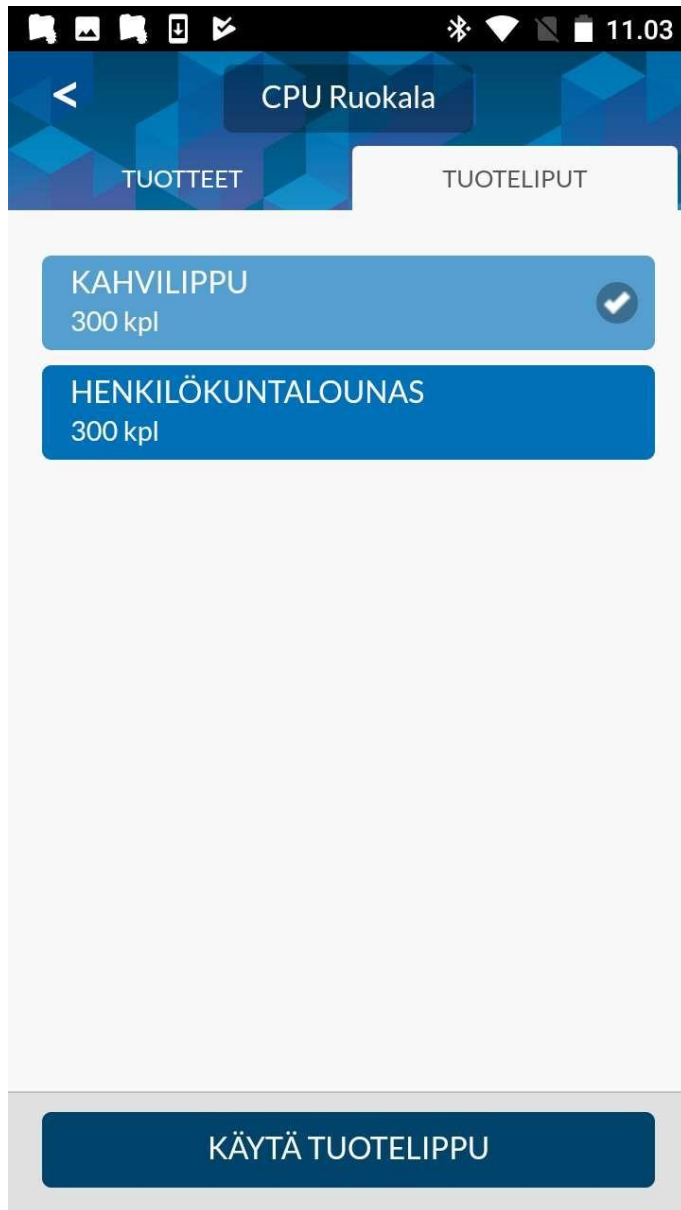 11.03
< CPU Ruokala
TUOTTEET TUOTELIPUT
KAHVILIPPU
300 kpl
HENKILÖKUNTALOUNAS
300 kpl
KÄYTÄ TUOTELIPPU